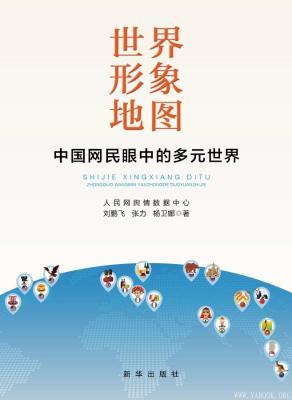 世界
形象
地图
中国网民眼中的多元世界
SHIJIE XINGXIANG DITU
ZHONGGUO WANGMIN YANZHONGDE DUOYUANSHIJIE
人民网舆情数据中心
刘鹏飞 张力 杨卫娜◎著
新华出版社
WWW.YABOOK.ORG